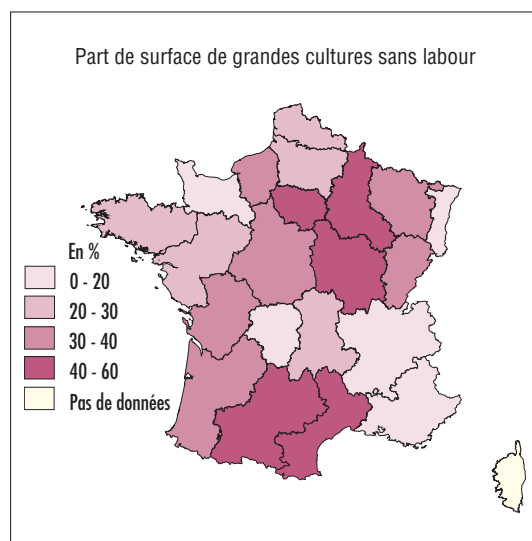 Part de surface de grandes cultures sans labour
En %
0 - 20
20 - 30
30 - 40
40 - 60
Pas de données